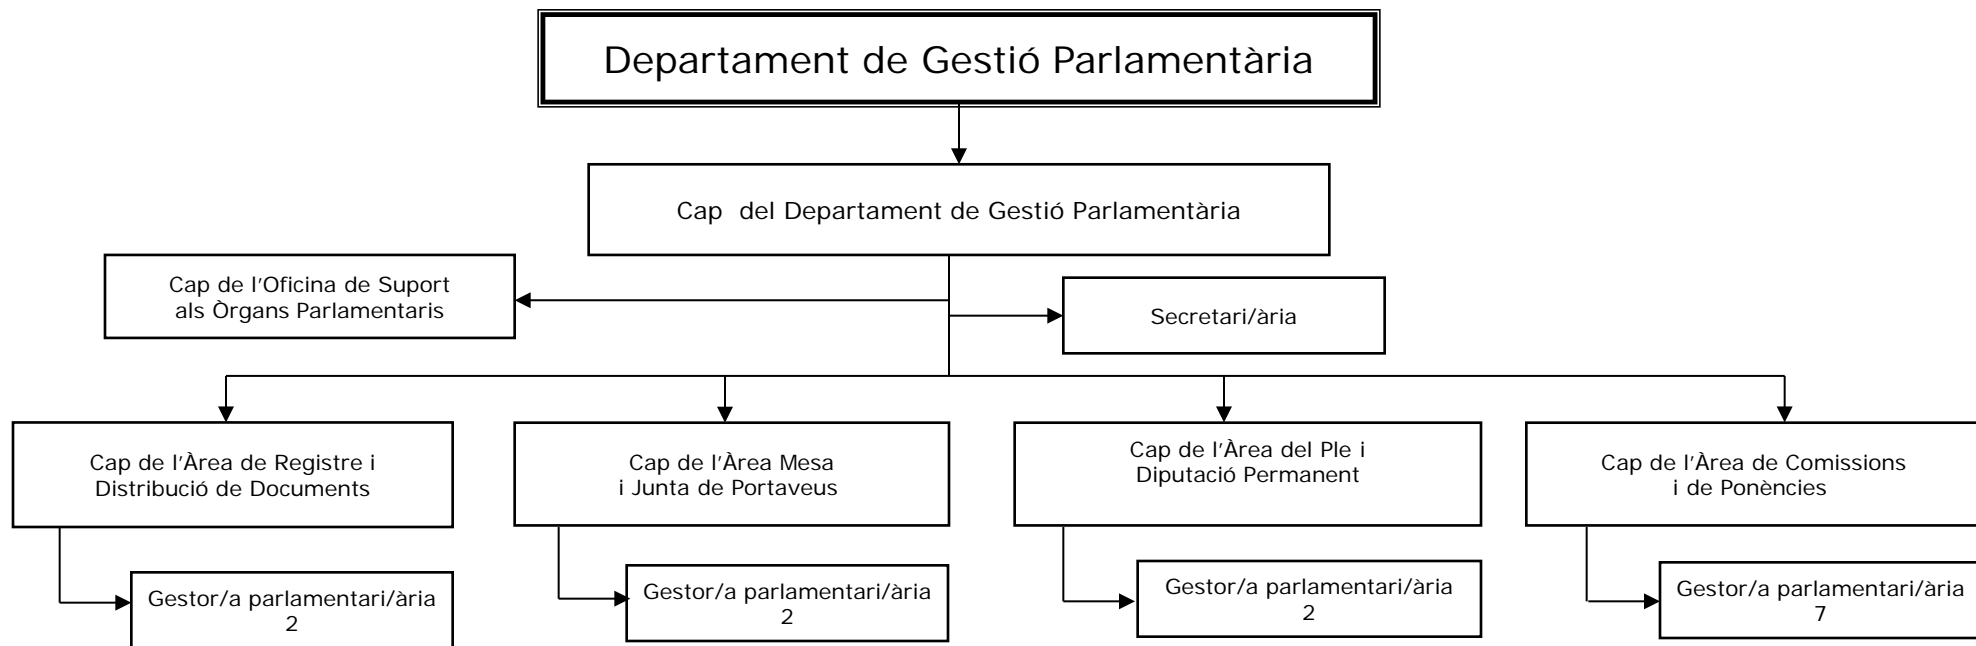 Departament de Gestió Parlamentària
Cap  del Departament de Gestió Parlamentària
Cap de l'Oficina de Suport
als Òrgans Parlamentaris
Secretari/ària
Cap de l'Àrea de Registre i
Distribució de Documents
Cap de l'Àrea Mesa
i Junta de Portaveus
Cap de l'Àrea del Ple i
Diputació Permanent
Cap de l'Àrea de Comissions
i de Ponències
Gestor/a parlamentari/ària
2
Gestor/a parlamentari/ària
2
Gestor/a parlamentari/ària
2
Gestor/a parlamentari/ària
7